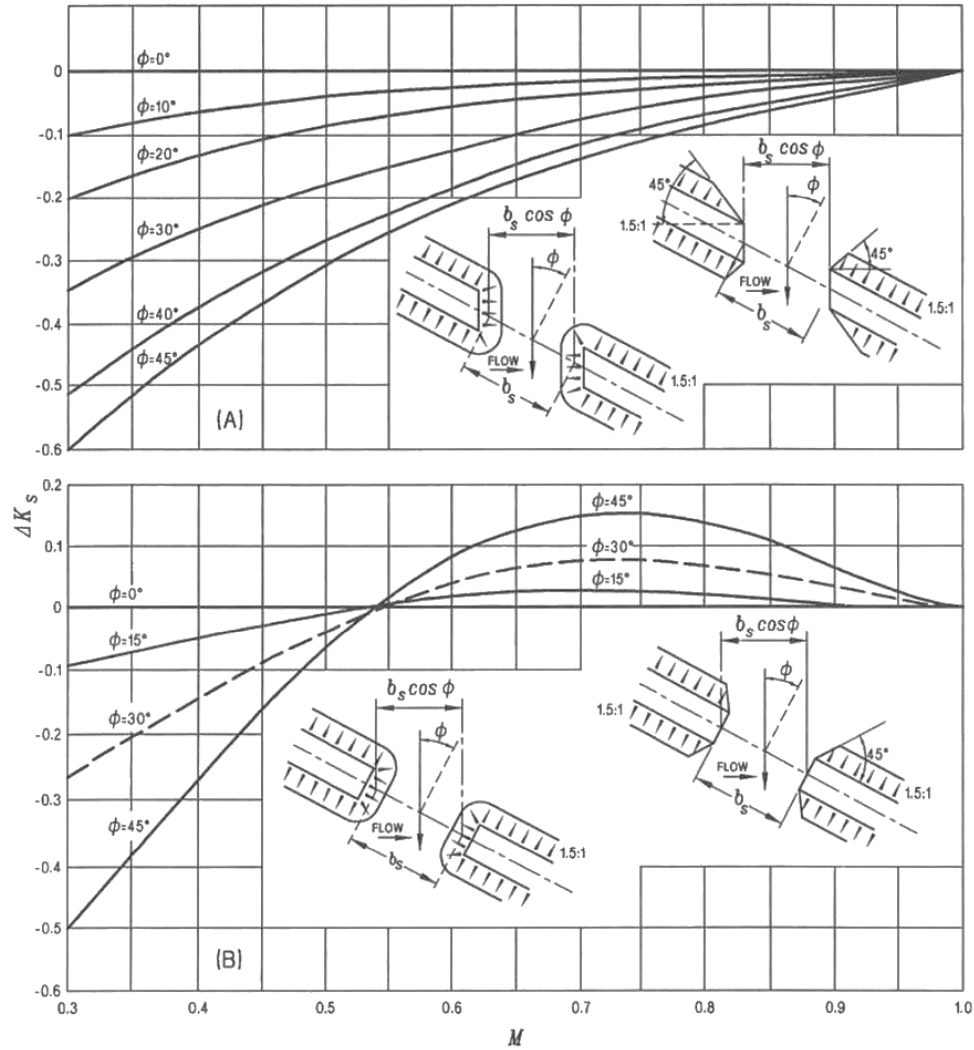 0
-0.1
-0.2
-0.3
-0.4
-0.5
-0.6
ϕ=0°
ϕ=10°
ϕ=20°
ϕ=30°
ϕ=40°
ϕ=45°
(A)
b_s cos ϕ
ϕ
FLOW
b_s
1.5:1
b_s cos ϕ
ϕ
45°
1.5:1
FLOW
b_s
45°
1.5:1
ΔK_s
0.2
0.1
0
-0.1
-0.2
-0.3
-0.4
-0.5
-0.6
ϕ=45°
ϕ=30°
ϕ=15°
ϕ=0°
ϕ=15°
ϕ=30°
ϕ=45°
(B)
b_s cos ϕ
ϕ
FLOW
b_s
1.5:1
b_s cosϕ
ϕ
1.5:1
FLOW
b_s
45°
1.5:1
0.3 0.4 0.5 0.6 0.7 0.8 0.9 1.0
M